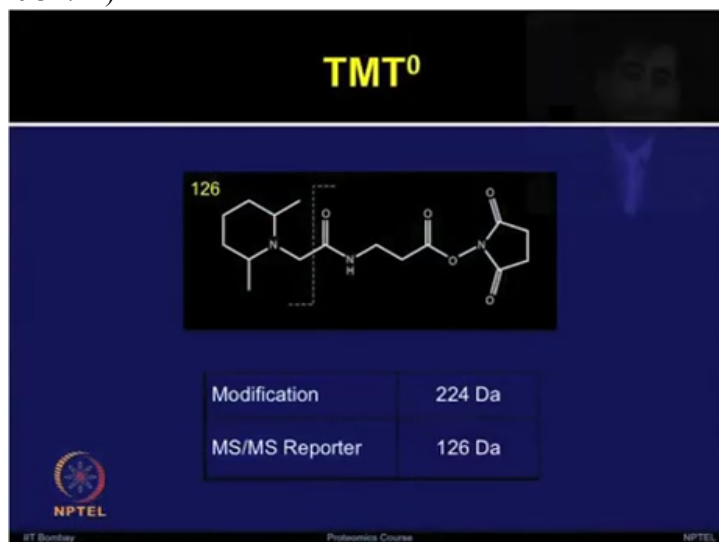 TMT⁰
126
N
O
N
H
O
O
N
O
O
Modification 224 Da
MS/MS Reporter 126 Da
NPTEL
IIT Bombay Proteomics Course NPTEL